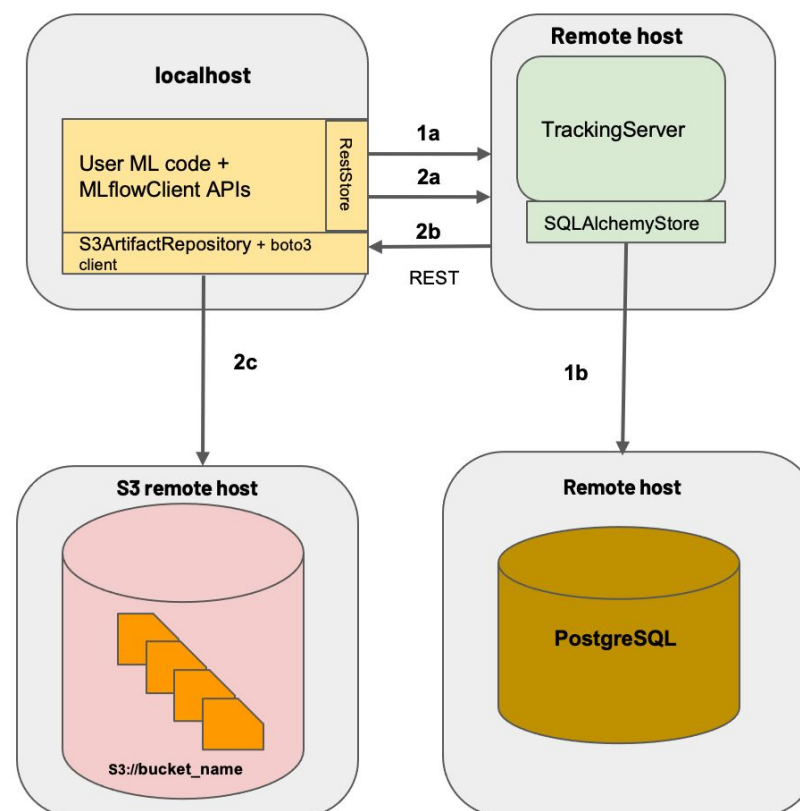 localhost
User ML code +
MLflowClient APIs
RestStore
S3ArtifactRepository + boto3
client
1a
2a
2b
REST
Remote host
TrackingServer
SQLAlchemyStore
2c
1b
S3 remote host
S3://bucket_name
Remote host
PostgreSQL